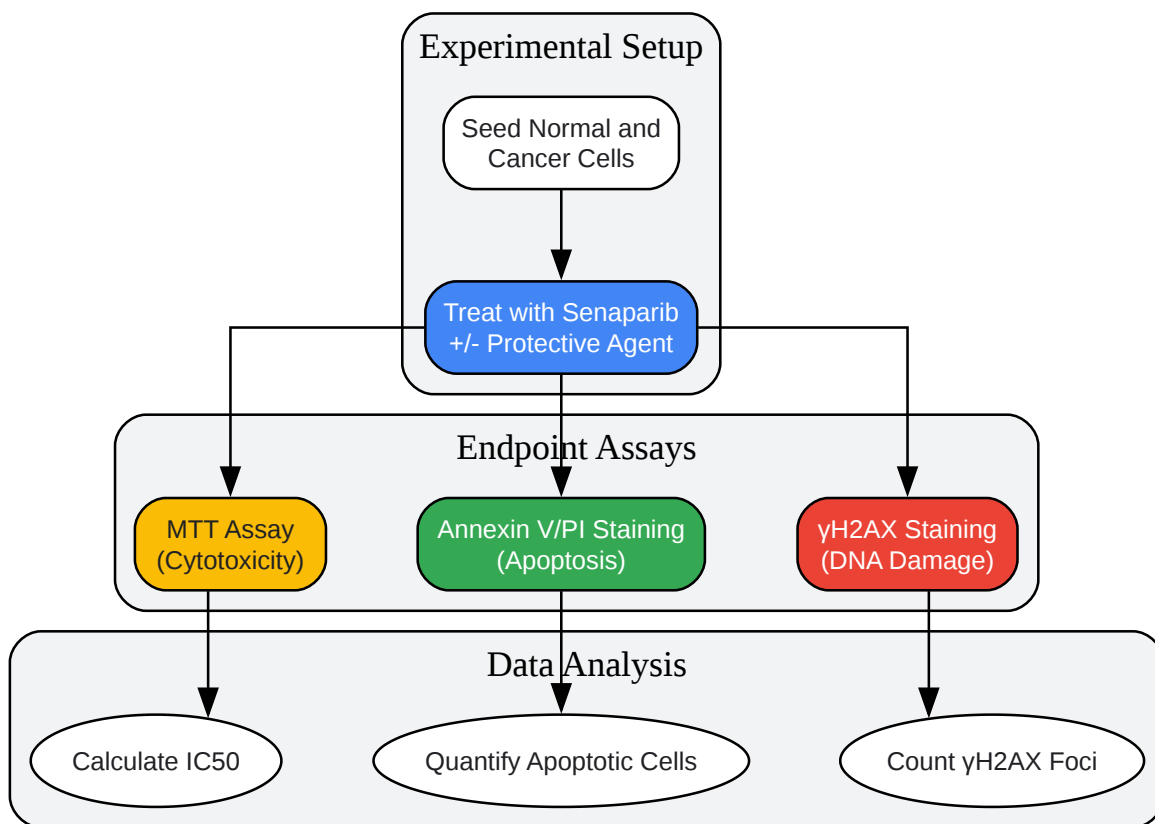 Experimental Setup
Seed Normal and
Cancer Cells
Treat with Senaparib
+/- Protective Agent
Endpoint Assays
MTT Assay
(Cytotoxicity)
Annexin V/PI Staining
(Apoptosis)
γH2AX Staining
(DNA Damage)
Data Analysis
Calculate IC50
Quantify Apoptotic Cells
Count γH2AX Foci